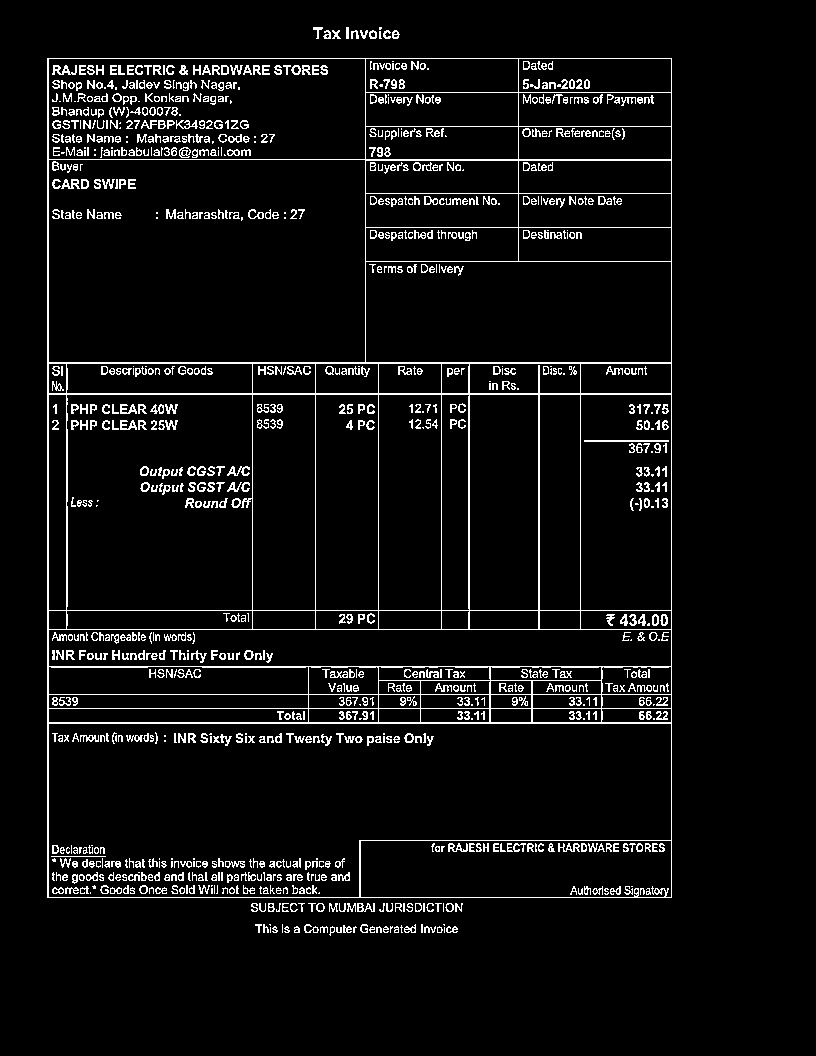 Tax Invoice
RAJESH ELECTRIC & HARDWARE STORES
Shop No.4, Jaidev Singh Nagar,
J.M.Road Opp. Konkan Nagar,
Bhandup (W)-400078.
GSTIN/UIN: 27AFBPK3492G1ZG
State Name : Maharashtra, Code : 27
E-Mail : jainbabulal36@gmail.com
Invoice No. Dated
R-798 5-Jan-2020
Delivery Note Mode/Terms of Payment
Supplier's Ref. Other Reference(s)
798
Buyer
CARD SWIPE
State Name : Maharashtra, Code : 27
Buyer's Order No. Dated
Despatch Document No. Delivery Note Date
Despatched through Destination
Terms of Delivery
Sl Description of Goods HSN/SAC Quantity Rate per Disc Disc. % Amount
No. in Rs.
1 PHP CLEAR 40W 8539 25 PC 12.71 PC 317.75
2 PHP CLEAR 25W 8539 4 PC 12.54 PC 50.16
367.91
Output CGST A/C 33.11
Output SGST A/C 33.11
Less : Round Off (-)0.13
Total 29 PC ₹ 434.00
Amount Chargeable (in words) E. & O.E
INR Four Hundred Thirty Four Only
HSN/SAC Taxable Central Tax State Tax Total
Value Rate Amount Rate Amount Tax Amount
8539 367.91 9% 33.11 9% 33.11 66.22
Total 367.91 33.11 33.11 66.22
Tax Amount (in words) : INR Sixty Six and Twenty Two paise Only
Declaration
* We declare that this invoice shows the actual price of
the goods described and that all particulars are true and
correct.* Goods Once Sold Will not be taken back.
for RAJESH ELECTRIC & HARDWARE STORES
Authorised Signatory
SUBJECT TO MUMBAI JURISDICTION
This is a Computer Generated Invoice